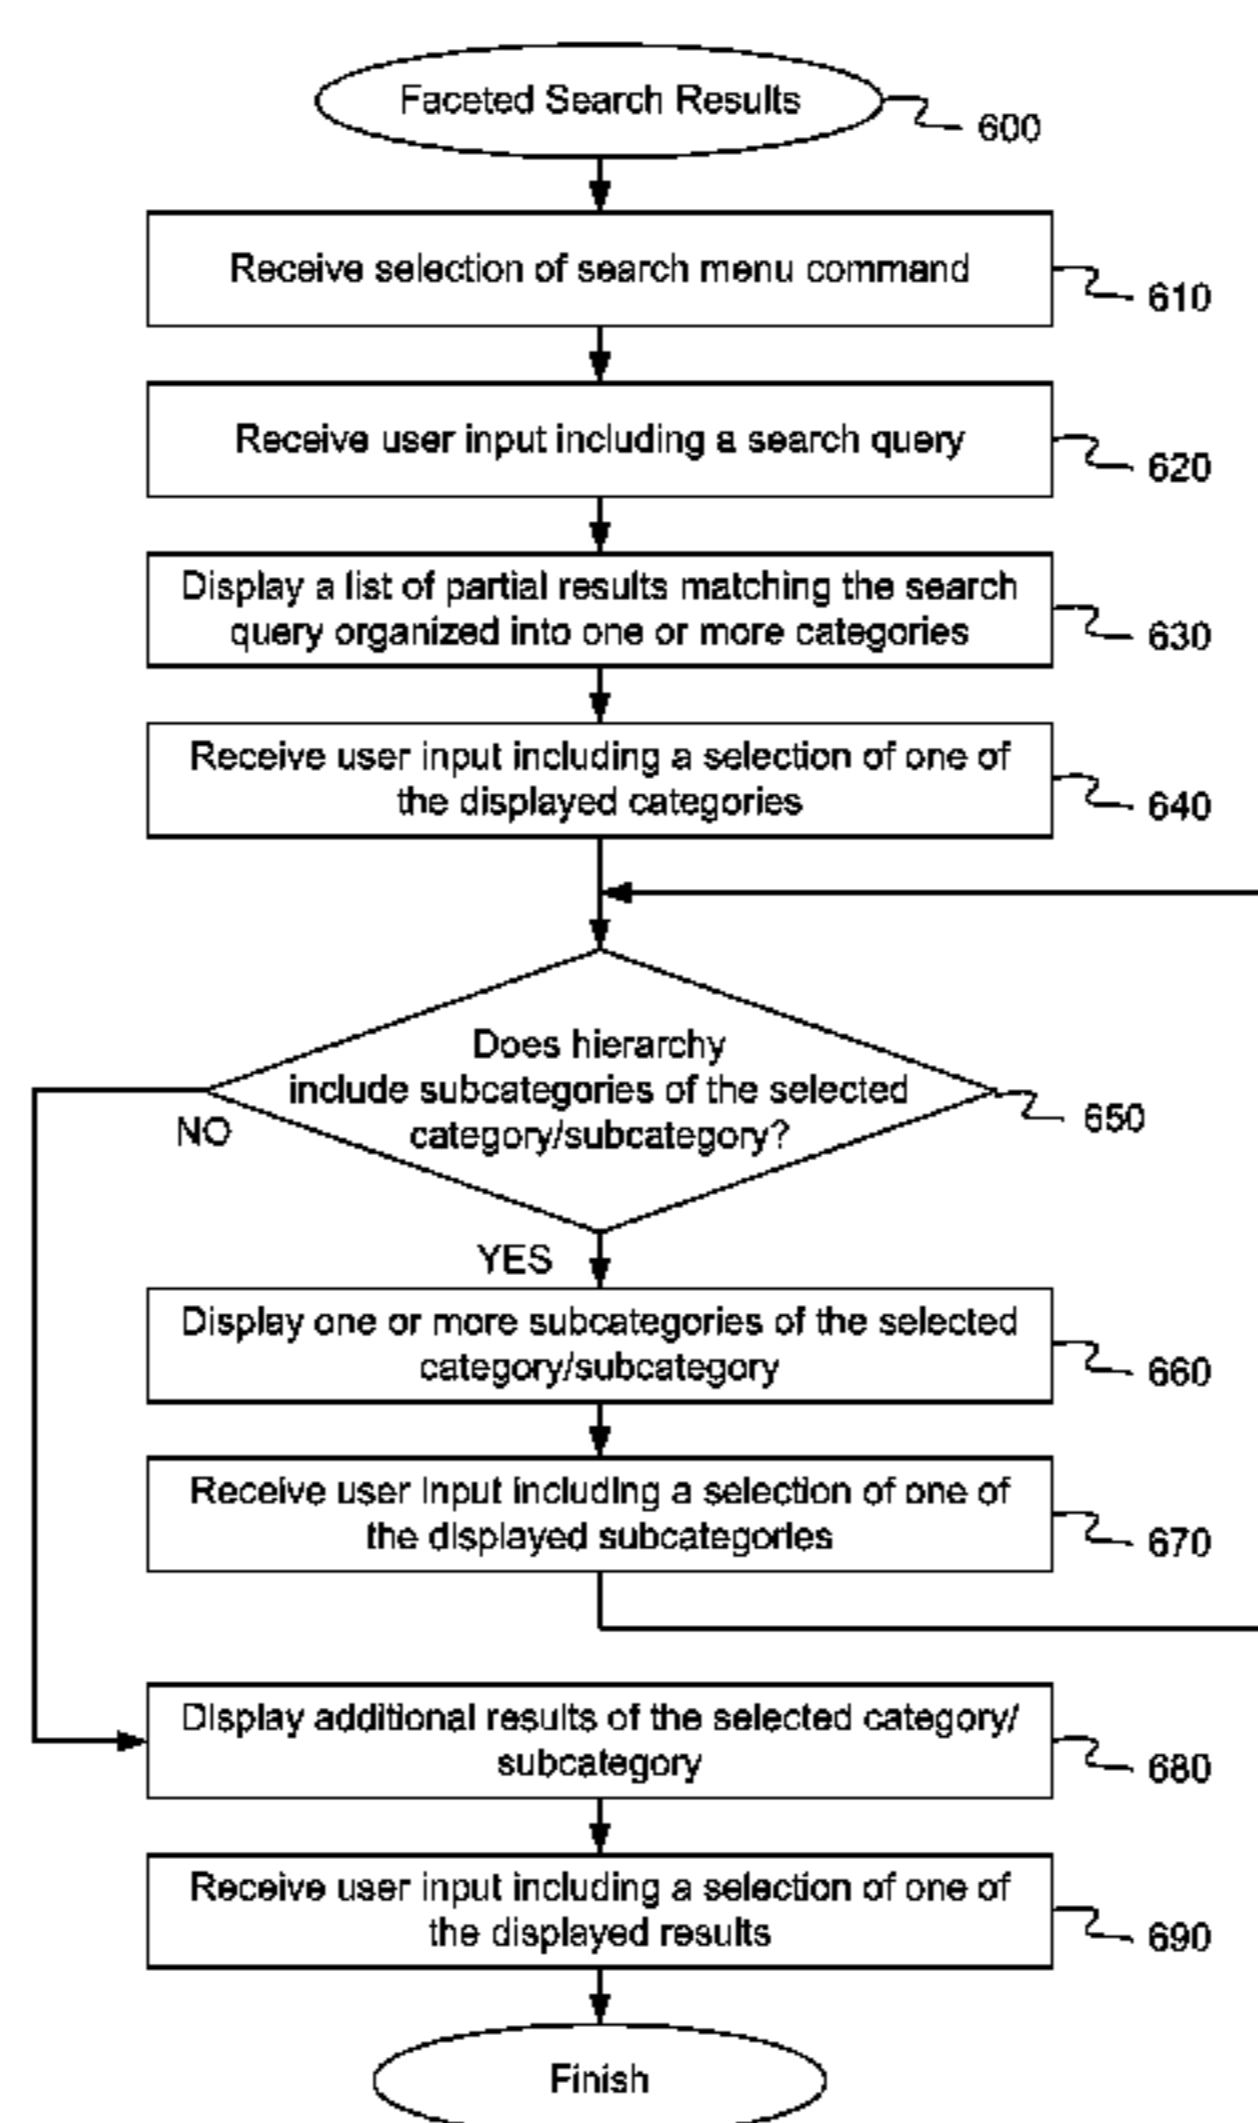 Faceted Search Results
600
Receive selection of search menu command
610
Receive user input including a search query
620
Display a list of partial results matching the search
query organized into one or more categories
630
Receive user input including a selection of one of
the displayed categories
640
Does hierarchy
include subcategories of the selected
category/subcategory?
650
NO
YES
Display one or more subcategories of the selected
category/subcategory
660
Receive user input including a selection of one of
the displayed subcategories
670
Display additional results of the selected category/
subcategory
680
Receive user input including a selection of one of
the displayed results
690
Finish